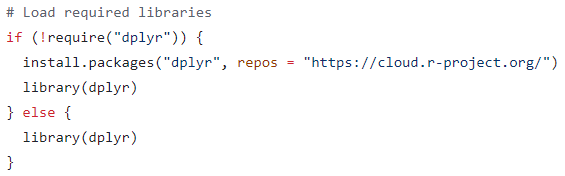 # Load required libraries
if (!require("dplyr")) {
  install.packages("dplyr", repos = "https://cloud.r-project.org/")
  library(dplyr)
} else {
  library(dplyr)
}